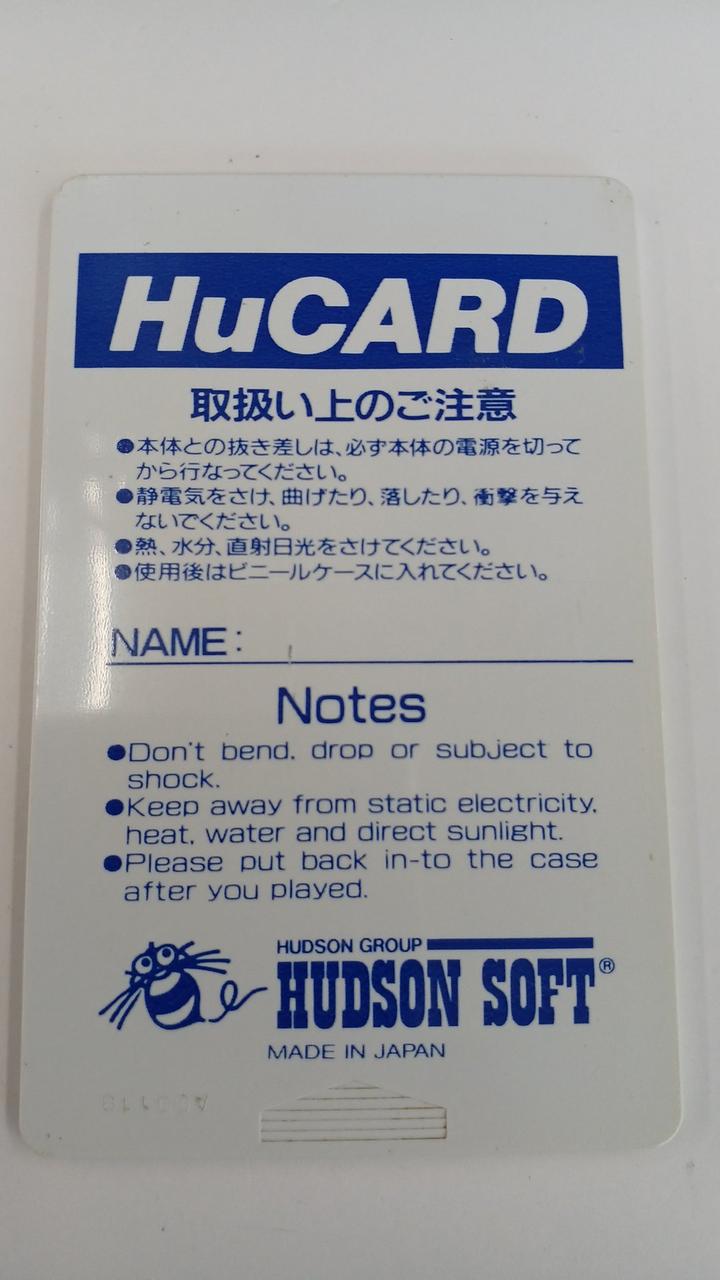 HuCARD
取扱い上のご注意
●本体との抜き差しは、必ず本体の電源を切って
から行なってください。
●静電気をさけ、曲げたり、落したり、衝撃を与え
ないでください。
●熱、水分、直射日光をさけてください。
●使用後はビニールケースに入れてください。
NAME:
Notes
●Don't bend. drop or subject to
shock.
●Keep away from static electricity.
heat, water and direct sunlight.
●Please put back in-to the case
after you played.
HUDSON GROUP
HUDSON SOFT®
MADE IN JAPAN